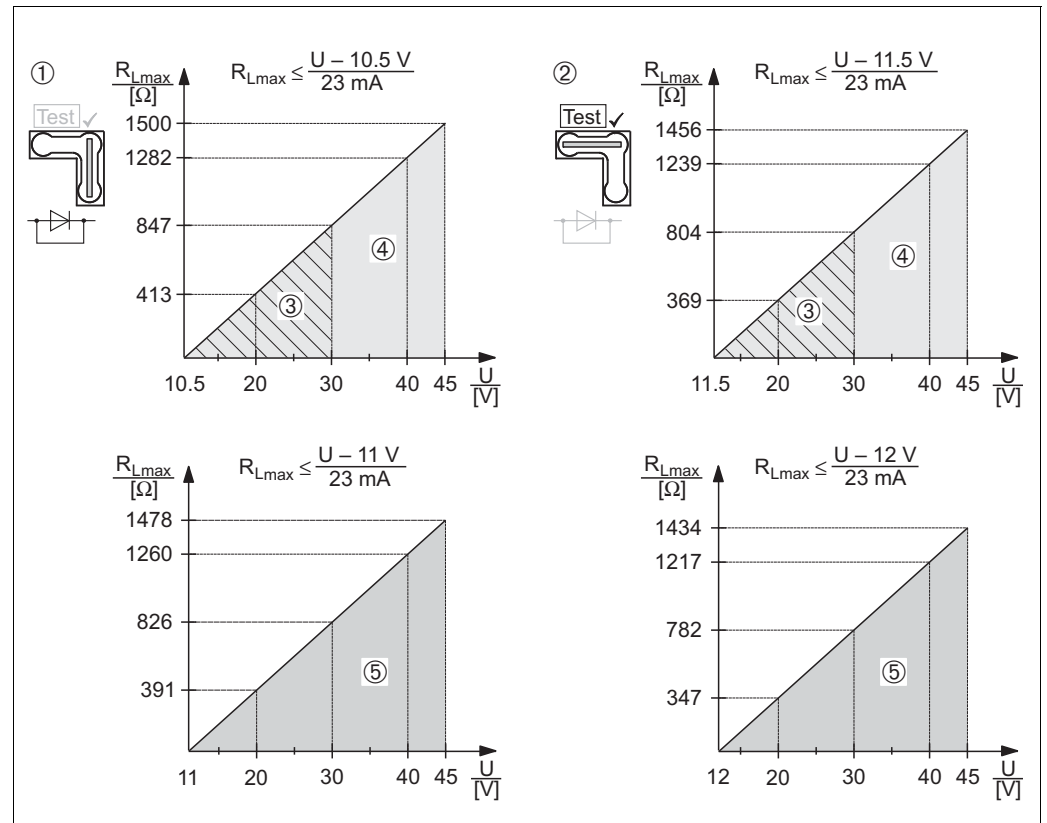 ①
Test ✓
R_Lmax
[Ω]
R_Lmax ≤ U – 10.5 V
23 mA
1500
1282
847
413
③
④
10.5 20 30 40 45 U
[V]
②
Test ✓
R_Lmax
[Ω]
R_Lmax ≤ U – 11.5 V
23 mA
1456
1239
804
369
③
④
11.5 20 30 40 45 U
[V]
R_Lmax
[Ω]
R_Lmax ≤ U – 11 V
23 mA
1478
1260
826
391
⑤
11 20 30 40 45 U
[V]
R_Lmax
[Ω]
R_Lmax ≤ U – 12 V
23 mA
1434
1217
782
347
⑤
12 20 30 40 45 U
[V]